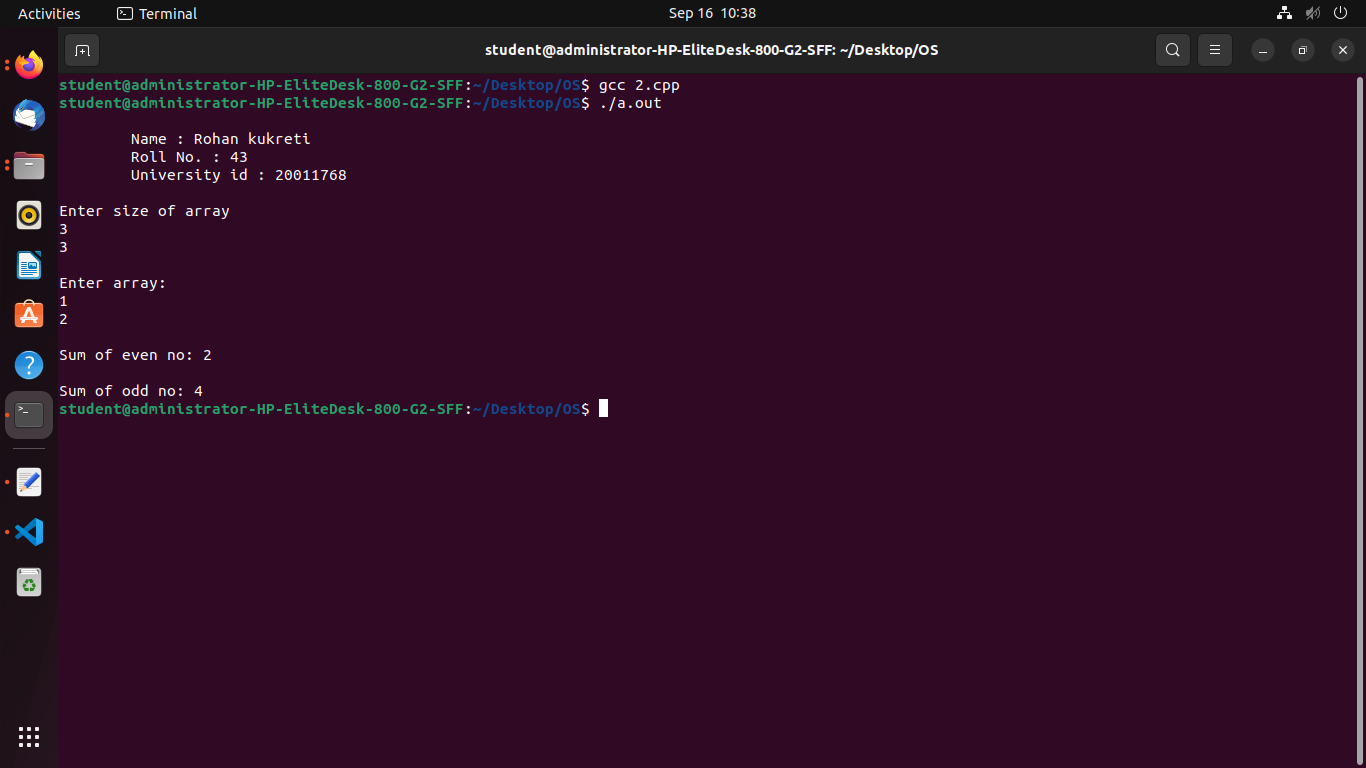 Activities
Terminal
Sep 16 10:38
student@administrator-HP-EliteDesk-800-G2-SFF: ~/Desktop/OS
student@administrator-HP-EliteDesk-800-G2-SFF:~/Desktop/OS$ gcc 2.cpp
student@administrator-HP-EliteDesk-800-G2-SFF:~/Desktop/OS$ ./a.out
Name : Rohan kukreti
Roll No. : 43
University id : 20011768
Enter size of array
3
3
Enter array:
1
2
Sum of even no: 2
Sum of odd no: 4
student@administrator-HP-EliteDesk-800-G2-SFF:~/Desktop/OS$